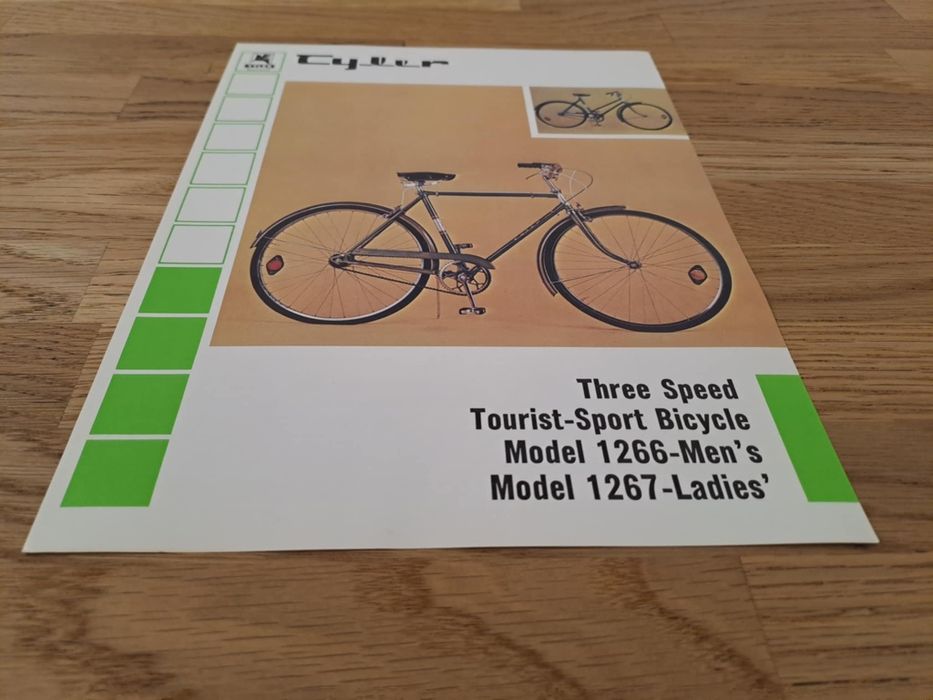 Tyler
Three Speed
Tourist-Sport Bicycle
Model 1266-Men's
Model 1267-Ladies'